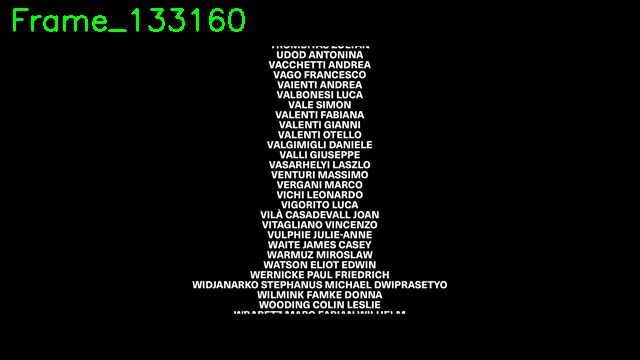 Frame_133160
UDOD ANTONINA
VACCHETTI ANDREA
VAGO FRANCESCO
VAIENTI ANDREA
VALBONESI LUCA
VALE SIMON
VALENTI FABIANA
VALENTI GIANNI
VALENTI OTELLO
VALGIMIGLI DANIELE
VALLI GIUSEPPE
VASARHELYI LASZLO
VENTURI MASSIMO
VERGANI MARCO
VICHI LEONARDO
VIGORITO LUCA
VILÀ CASADEVALL JOAN
VITAGLIANO VINCENZO
VULPHIE JULIE-ANNE
WAITE JAMES CASEY
WARMUZ MIROSLAW
WATSON ELIOT EDWIN
WERNICKE PAUL FRIEDRICH
WIDJANARKO STEPHANUS MICHAEL DWIPRASETYO
WILMINK FAMKE DONNA
WOODING COLIN LESLIE